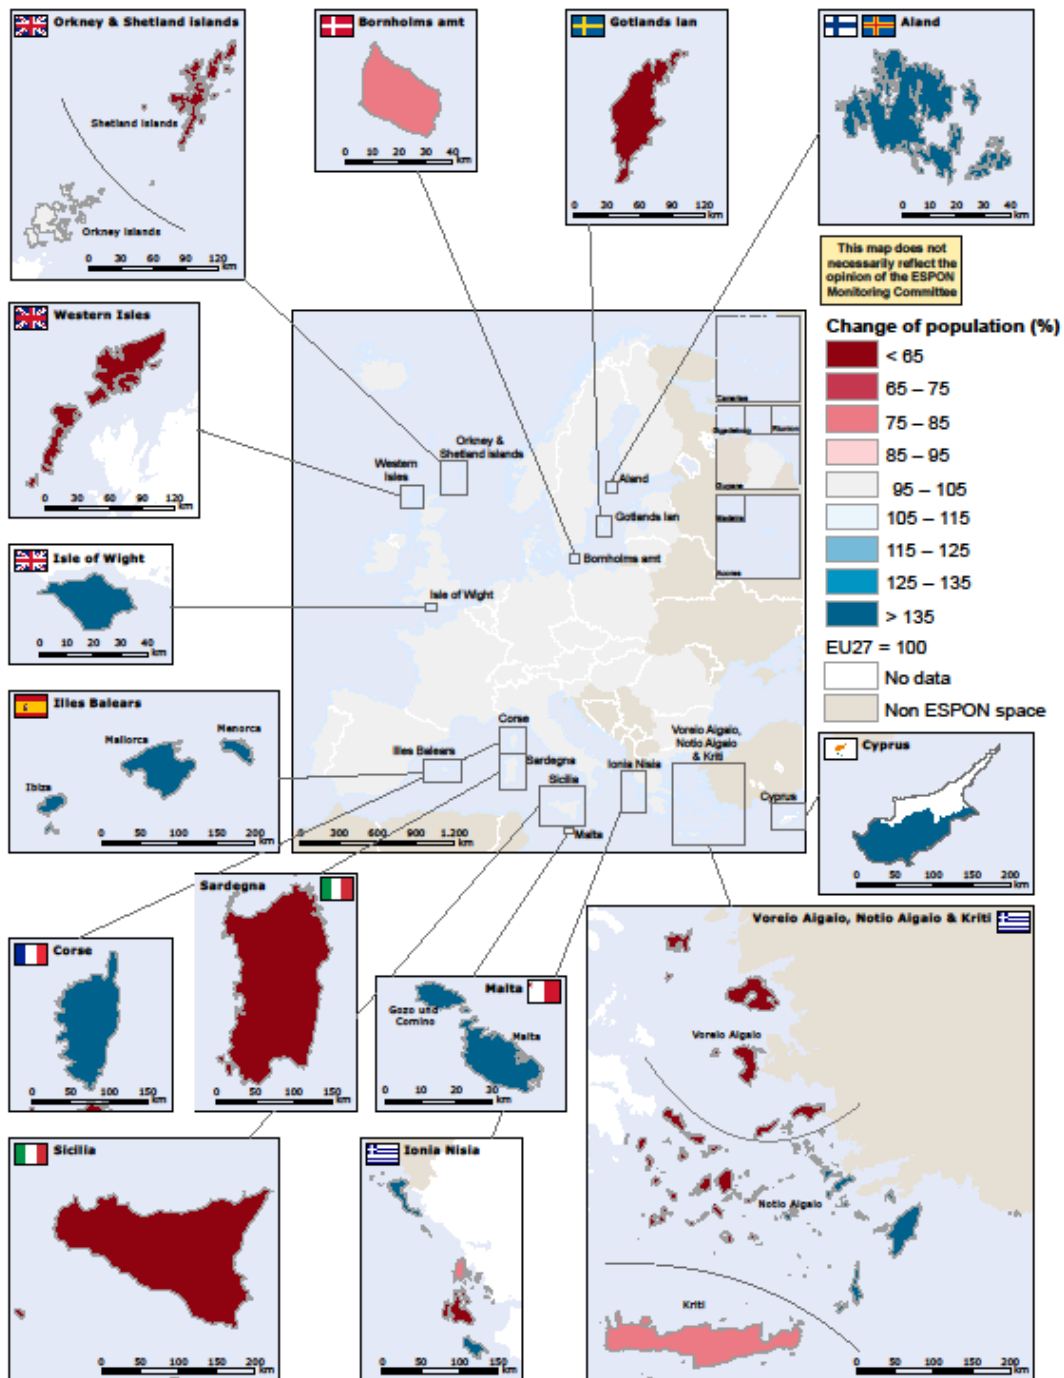 Orkney & Shetland islands
Shetland islands
Orkney islands
0 30 60 90 120
km
Bornholms amt
0 10 20 30 40
km
Gotlands lan
0 30 60 90 120
km
Aland
0 10 20 30 40
km
This map does not
necessarily reflect the
opinion of the ESPON
Monitoring Committee
Western Isles
0 30 60 90 120
km
Isle of Wight
0 10 20 30 40
km
Illes Balears
Mallorca
Menorca
Ibiza
0 50 100 150 200
km
Canarias
Guadeloup
Réunion
Guyane
Madeira
Acores
Orkney &
Shetland islands
Western
Isles
Aland
Gotlands lan
Bornholms amt
Isle of Wight
Corse
Illes Balears
Sardegna
Sicilia
Ionia Nisia
Voreio Aigaio,
Notio Aigaio
& Kriti
Cyprus
Malta
0 300 600 900 1.200
km
Change of population (%)
< 65
65 – 75
75 – 85
85 – 95
95 – 105
105 – 115
115 – 125
125 – 135
> 135
EU27 = 100
No data
Non ESPON space
Cyprus
0 50 100 150 200
km
Corse
0 50 100 150
km
Sardegna
0 50 100 150
km
Malta
Gozo und
Comino
Malta
0 10 20 30
km
Voreio Aigaio, Notio Aigaio & Kriti
Voreio Aigaio
Notio Aigaio
Kriti
0 50 100 150 200
km
Sicilia
0 50 100 150 200
km
Ionia Nisia
0 50 100 150
km